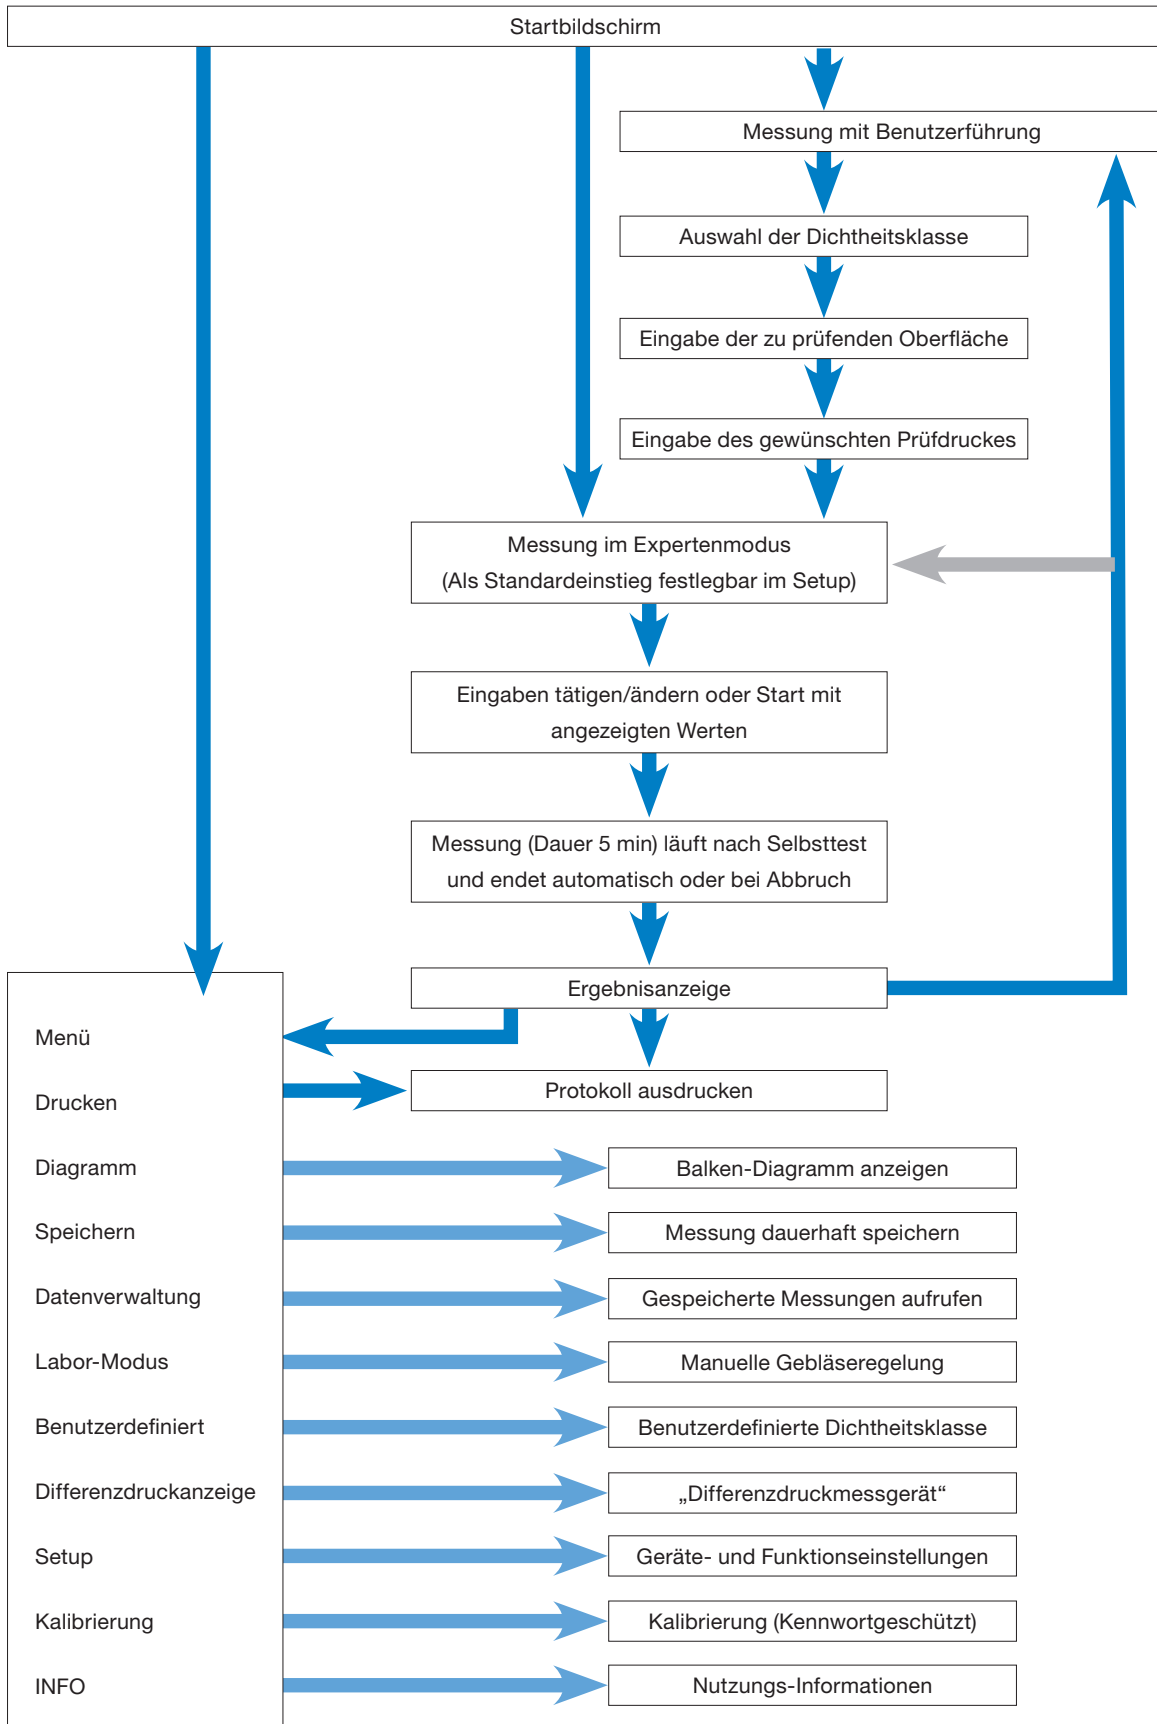 Startbildschirm
Messung mit Benutzerführung
Auswahl der Dichtheitsklasse
Eingabe der zu prüfenden Oberfläche
Eingabe des gewünschten Prüfdruckes
Messung im Expertenmodus
(Als Standardeinstieg festlegbar im Setup)
Eingaben tätigen/ändern oder Start mit
angezeigten Werten
Messung (Dauer 5 min) läuft nach Selbsttest
und endet automatisch oder bei Abbruch
Ergebnisanzeige
Menü
Drucken
Protokoll ausdrucken
Diagramm
Balken-Diagramm anzeigen
Speichern
Messung dauerhaft speichern
Datenverwaltung
Gespeicherte Messungen aufrufen
Labor-Modus
Manuelle Gebläseregelung
Benutzerdefiniert
Benutzerdefinierte Dichtheitsklasse
Differenzdruckanzeige
„Differenzdruckmessgerät“
Setup
Geräte- und Funktionseinstellungen
Kalibrierung
Kalibrierung (Kennwortgeschützt)
INFO
Nutzungs-Informationen